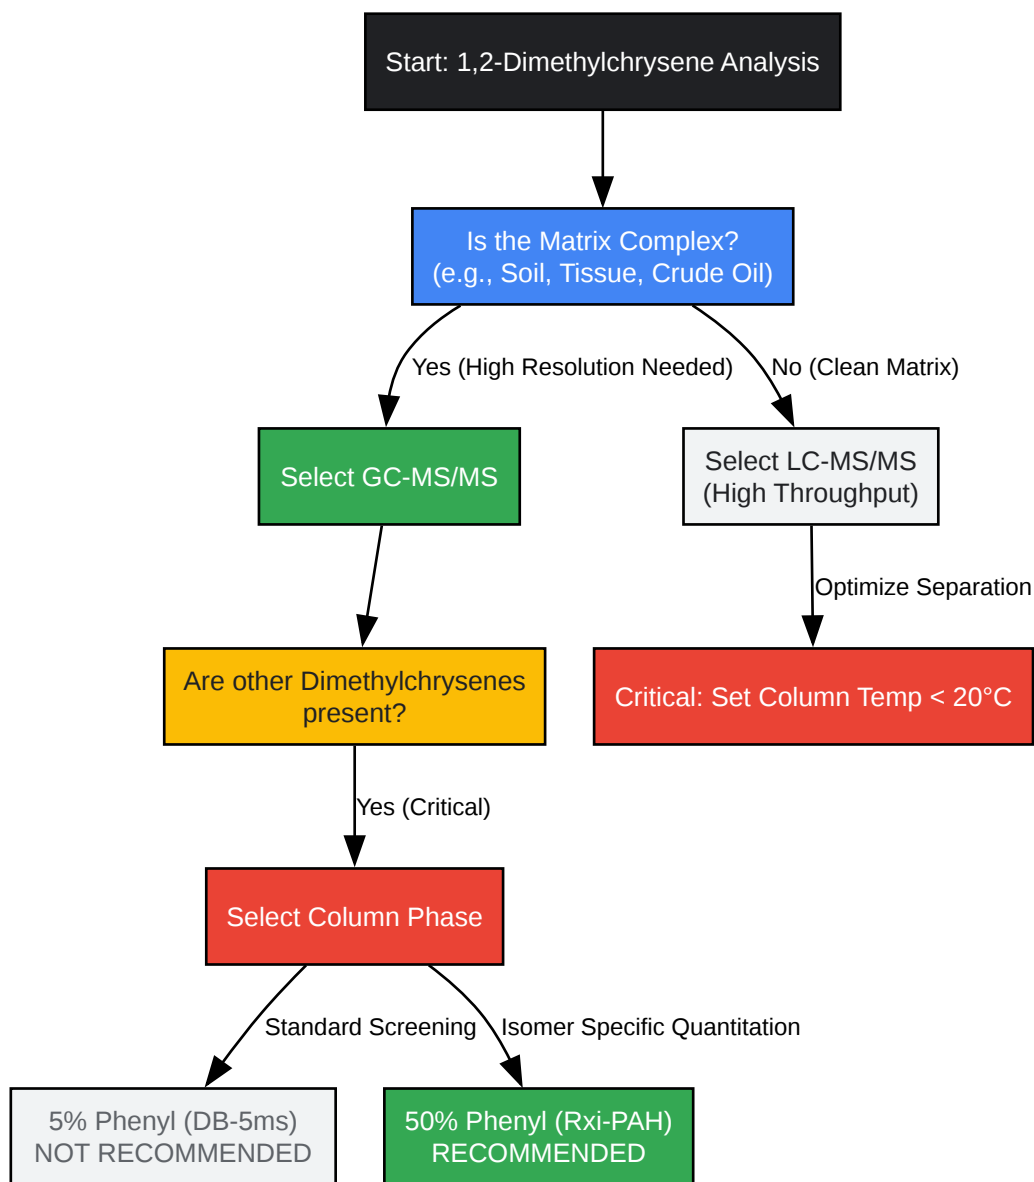 Start: 1,2-Dimethylchrysene Analysis
Is the Matrix Complex?
(e.g., Soil, Tissue, Crude Oil)
Yes (High Resolution Needed)
No (Clean Matrix)
Select GC-MS/MS
Select LC-MS/MS
(High Throughput)
Optimize Separation
Are other Dimethylchrysenes
present?
Critical: Set Column Temp < 20°C
Yes (Critical)
Select Column Phase
Standard Screening
Isomer Specific Quantitation
5% Phenyl (DB-5ms)
NOT RECOMMENDED
50% Phenyl (Rxi-PAH)
RECOMMENDED